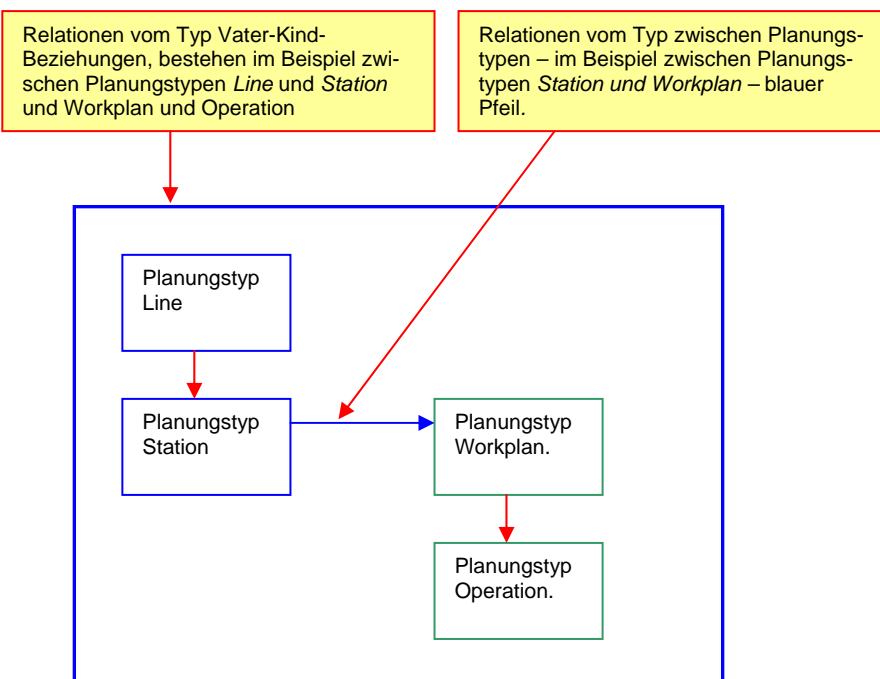 Relationen vom Typ Vater-Kind-
Beziehungen, bestehen im Beispiel zwi-
schen Planungstypen Line und Station
und Workplan und Operation
Relationen vom Typ zwischen Planungs-
typen – im Beispiel zwischen Planungs-
typen Station und Workplan – blauer
Pfeil.
Planungstyp
Line
Planungstyp
Station
Planungstyp
Workplan.
Planungstyp
Operation.